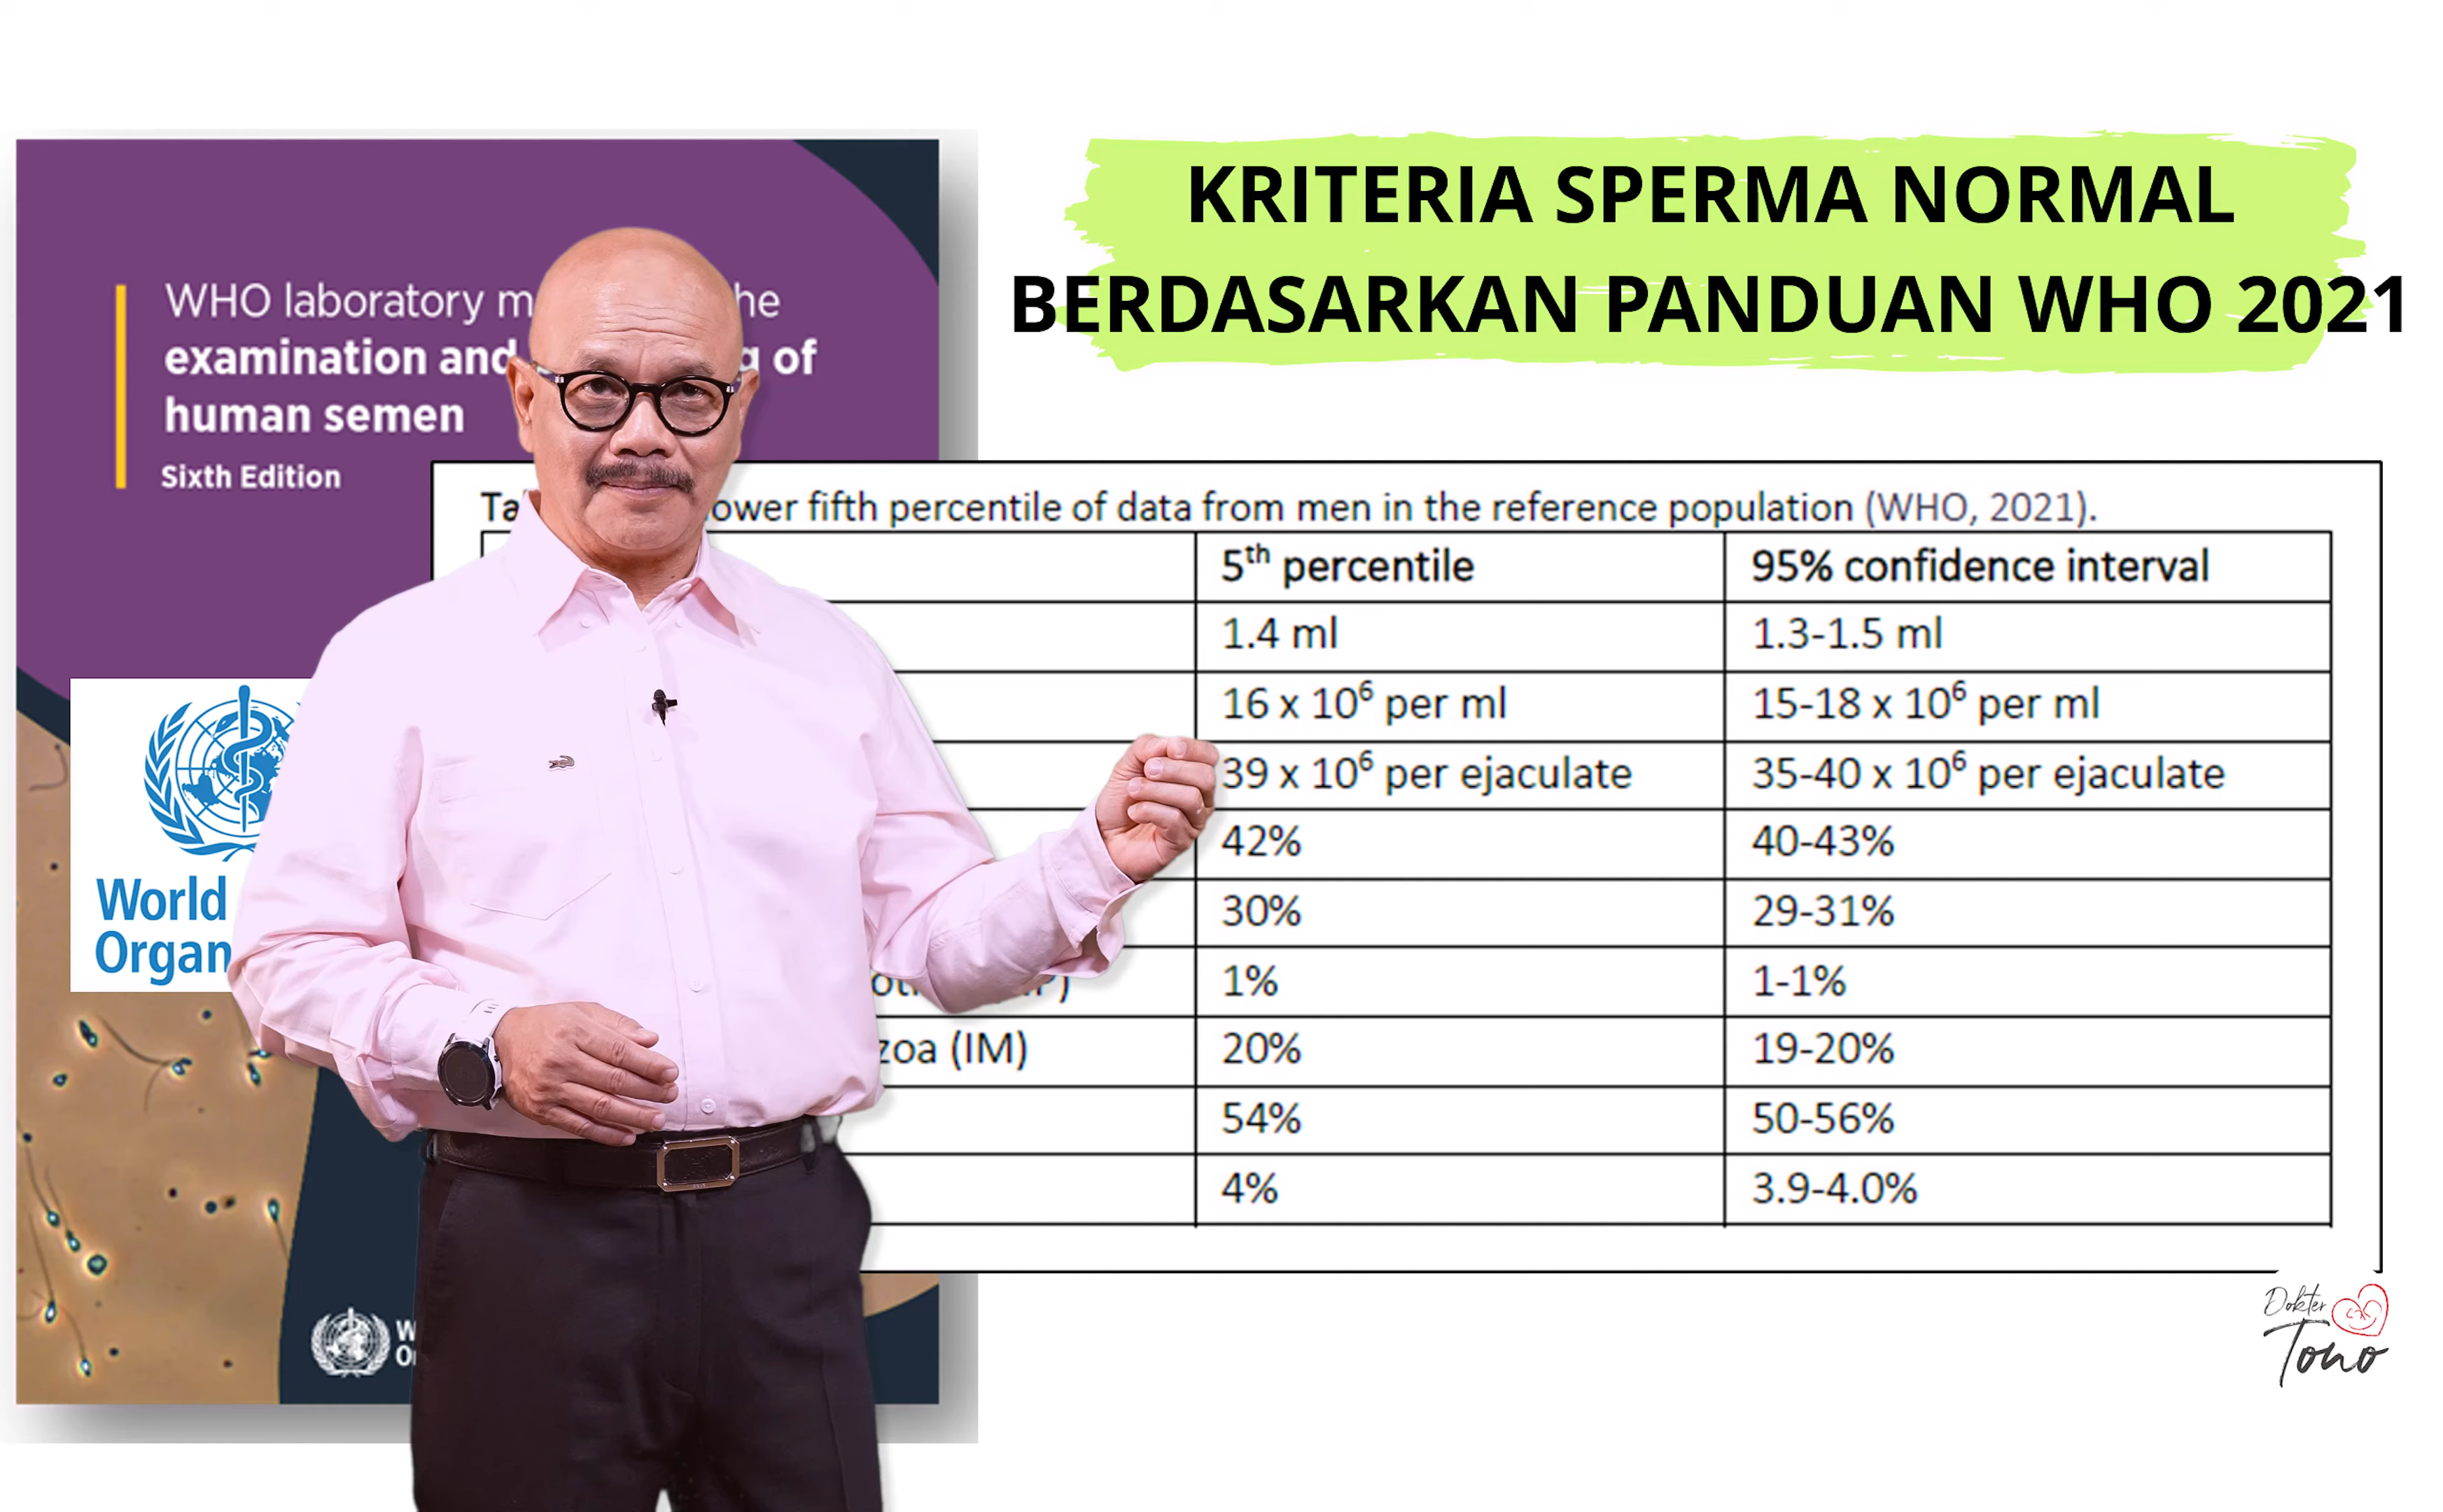 KRITERIA SPERMA NORMAL
BERDASARKAN PANDUAN WHO 2021
WHO laboratory
examination and of
human semen
Sixth Edition
lower fifth percentile of data from men in the reference population (WHO, 2021).
5th percentile 95% confidence interval
1.4 ml 1.3-1.5 ml
16 x 10⁶ per ml 15-18 x 10⁶ per ml
39 x 10⁶ per ejaculate 35-40 x 10⁶ per ejaculate
42% 40-43%
30% 29-31%
1% 1-1%
(IM) 20% 19-20%
54% 50-56%
4% 3.9-4.0%
World
Dokter
Tono